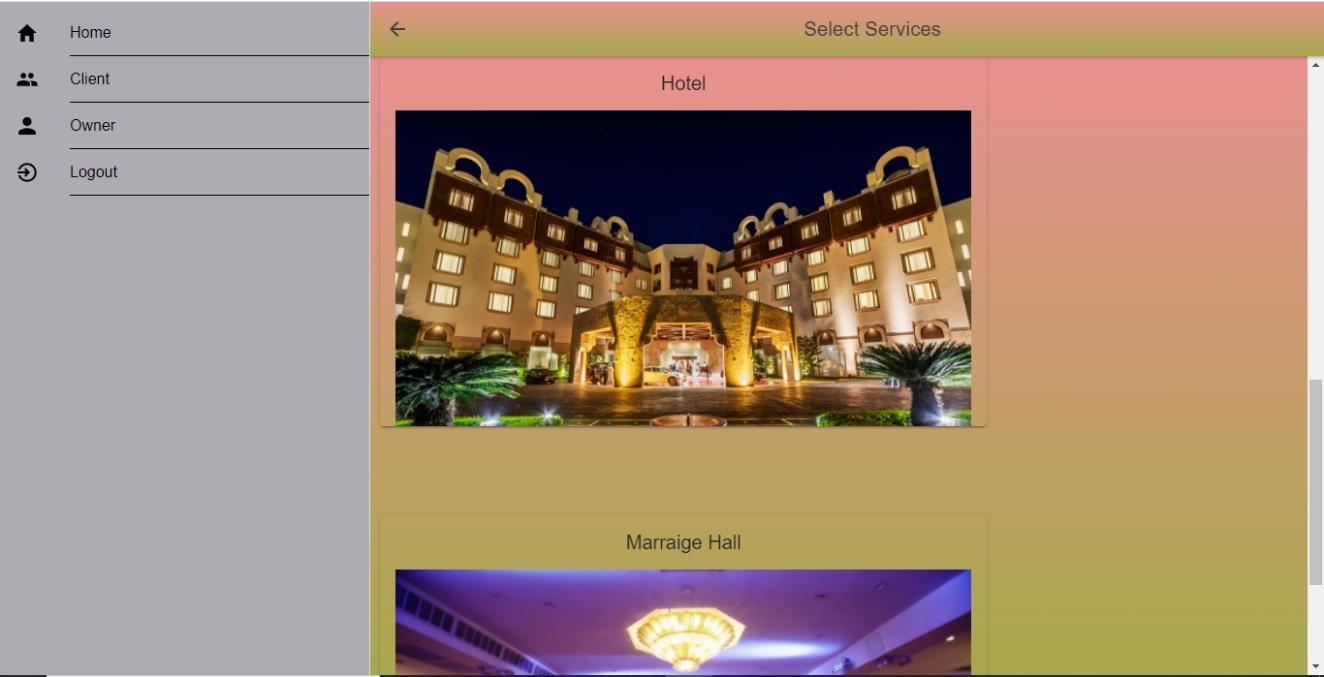 Home
Client
Owner
Logout
Select Services
Hotel
Marraige Hall